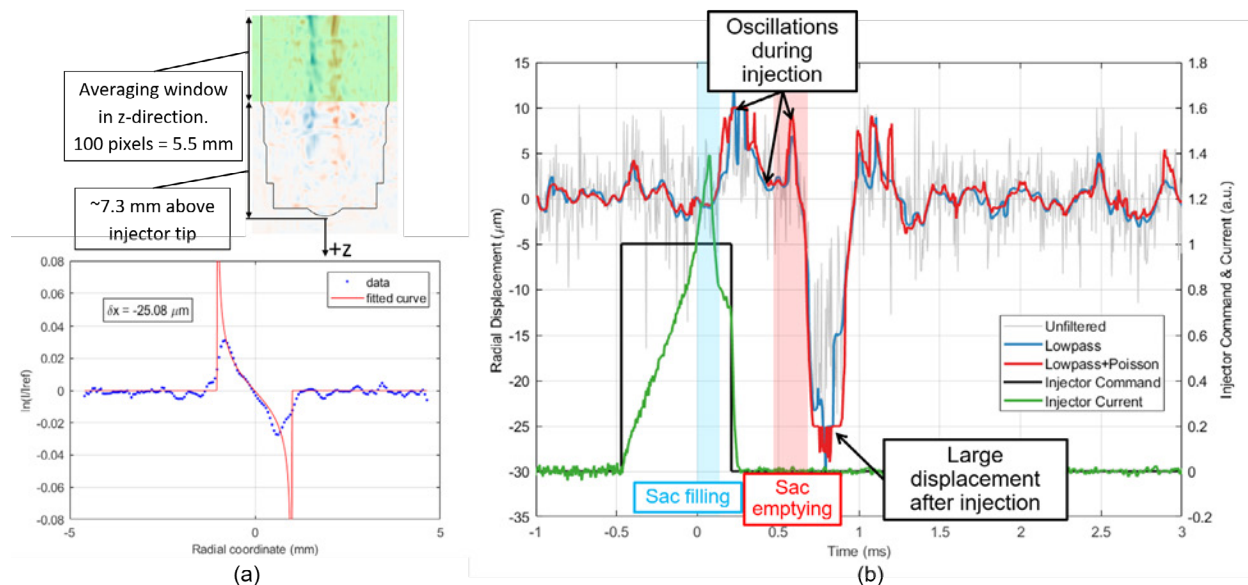 Averaging window
in z-direction.
100 pixels = 5.5 mm
~7.3 mm above
injector tip
+z
0.08
0.06
0.04
0.02
0
-0.02
-0.04
-0.06
-0.08
ln(I/Iref)
δx = -25.08 μm
data
fitted curve
-5
0
5
Radial coordinate (mm)
(a)
Oscillations
during
injection
15
10
5
0
-5
-10
-15
-20
-25
-30
-35
Radial Displacement (μm)
1.8
1.6
1.4
1.2
1
0.8
0.6
0.4
0.2
0
-0.2
Injector Command & Current (a.u.)
Unfiltered
Lowpass
Lowpass+Poisson
Injector Command
Injector Current
Sac filling
Sac
emptying
Large
displacement
after injection
-1
-0.5
0
0.5
1
1.5
2
2.5
3
Time (ms)
(b)